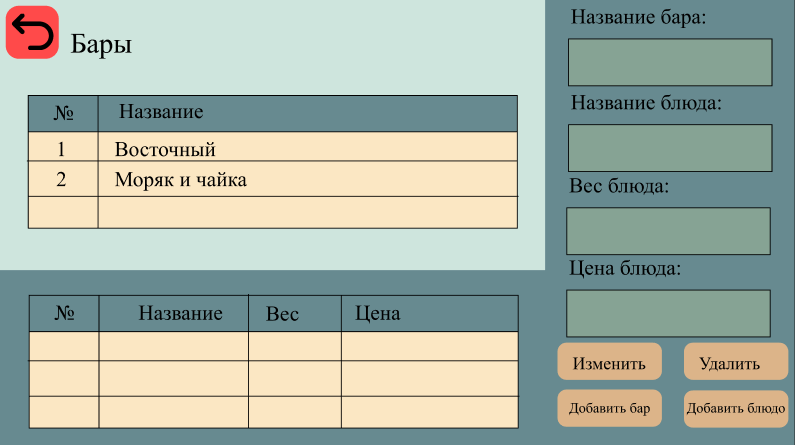 Бары
№ Название
1 Восточный
2 Моряк и чайка
№ Название Вес Цена
Название бара:
Название блюда:
Вес блюда:
Цена блюда:
Изменить Удалить
Добавить бар Добавить блюдо